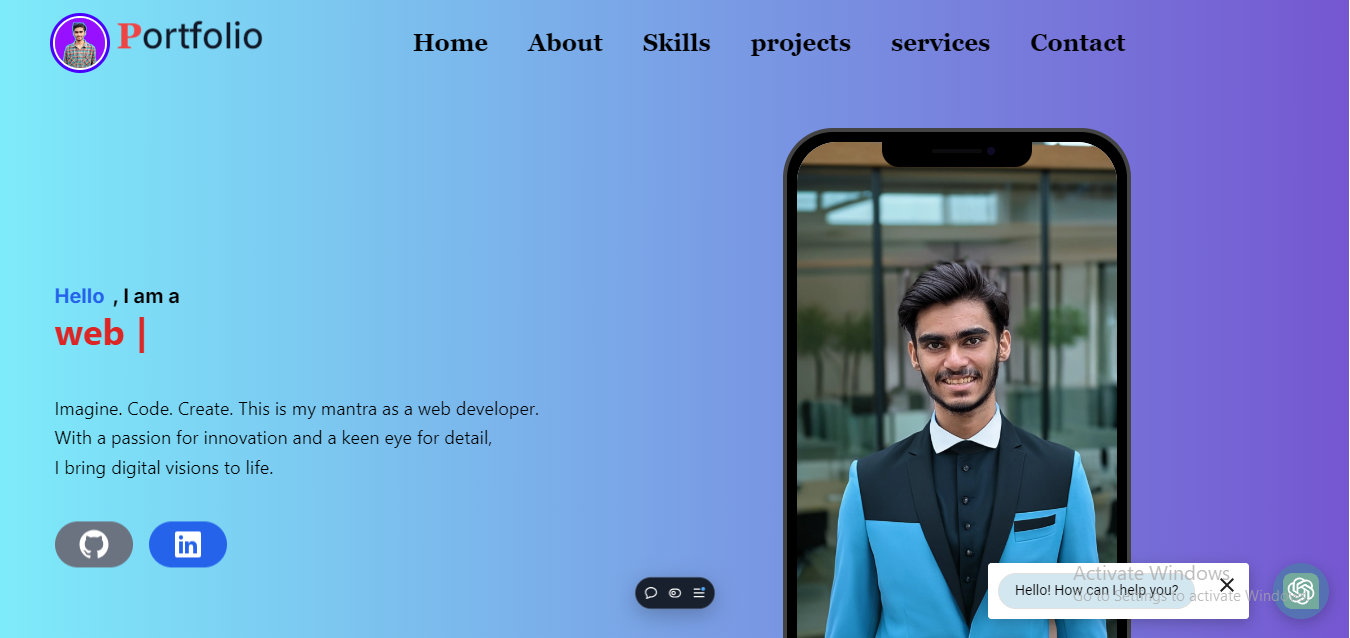 Portfolio
Home About Skills projects services Contact
Hello , I am a
web |
Imagine. Code. Create. This is my mantra as a web developer.
With a passion for innovation and a keen eye for detail,
I bring digital visions to life.
in
Activate Windows
Hello! How can I help you?
Go to Settings to activate Windows.